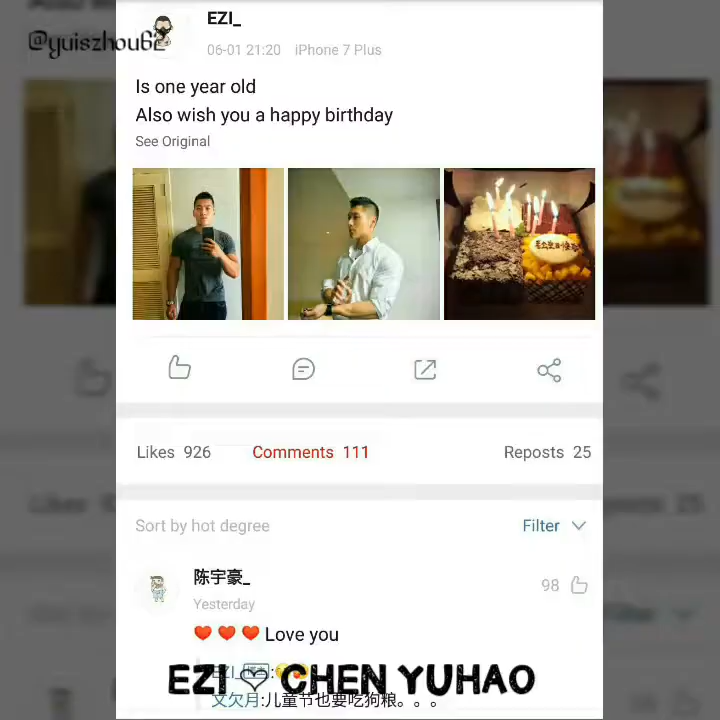 @yuiszhou62
EZI_
06-01 21:20 iPhone 7 Plus
Is one year old
Also wish you a happy birthday
See Original
Likes 926 Comments 111 Reposts 25
Sort by hot degree Filter
陈宇豪_
98
Yesterday
Love you
EZI CHEN YUHAO
文欠月:儿童节也要吃狗粮。。。